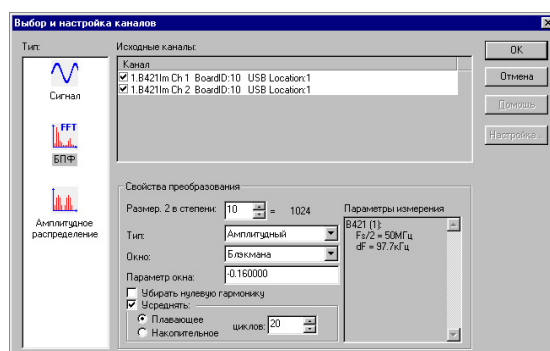 Выбор и настройка каналов
Тип:
Исходные каналы:
OK
Канал
1.B421Im Ch 1 BoardID:10 USB Location:1
1.B421Im Ch 2 BoardID:10 USB Location:1
Отмена
Сигнал
Помощь
FFT
Настройка...
БПФ
Свойства преобразования
Размер. 2 в степени: 10 = 1024
Параметры измерения
Амплитудное
распределение
Тип: Амплитудный
B421 (1):
Fs/2 = 50МГц
dF = 97.7кГц
Окно: Блэкмана
Параметр окна: -0.160000
Убирать нулевую гармонику
Усреднять:
Плавающее
Накопительное
циклов: 20